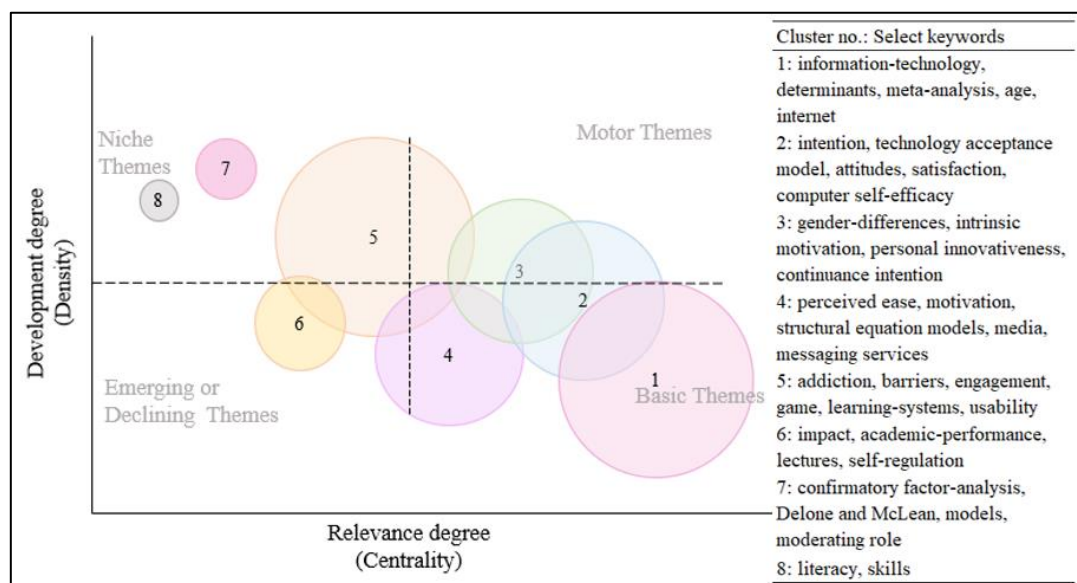 Niche
Themes
Motor Themes
7
8
5
3
2
6
4
1
Emerging or
Declining Themes
Basic Themes
Development degree
(Density)
Relevance degree
(Centrality)
Cluster no.: Select keywords
1: information-technology,
determinants, meta-analysis, age,
internet
2: intention, technology acceptance
model, attitudes, satisfaction,
computer self-efficacy
3: gender-differences, intrinsic
motivation, personal innovativeness,
continuance intention
4: perceived ease, motivation,
structural equation models, media,
messaging services
5: addiction, barriers, engagement,
game, learning-systems, usability
6: impact, academic-performance,
lectures, self-regulation
7: confirmatory factor-analysis,
Delone and McLean, models,
moderating role
8: literacy, skills